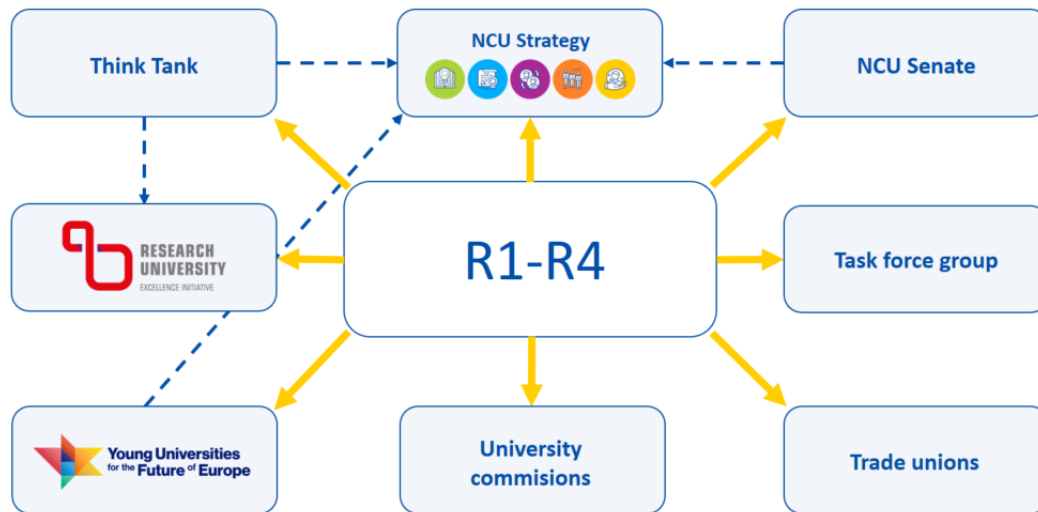 Think Tank
NCU Strategy
NCU Senate
RESEARCH
UNIVERSITY
EXCELLENCE INITIATIVE
R1-R4
Task force group
Young Universities
for the Future of Europe
University
commisions
Trade unions